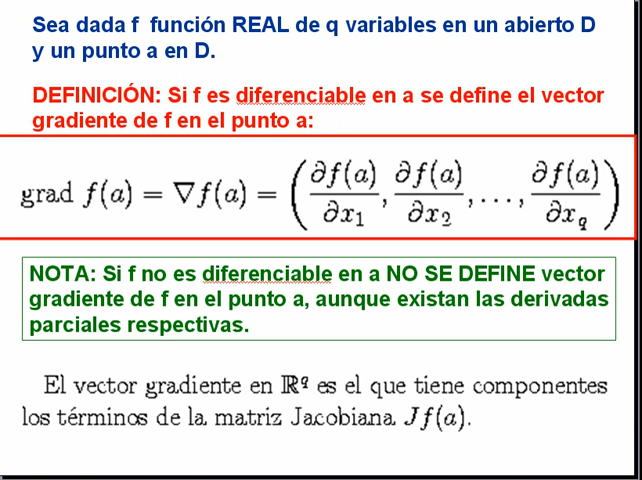 Sea dada f función REAL de q variables en un abierto D
y un punto a en D.
DEFINICIÓN: Si f es diferenciable en a se define el vector
gradiente de f en el punto a:
grad f(a) = ∇f(a) = (∂f(a)/∂x₁, ∂f(a)/∂x₂, ..., ∂f(a)/∂x_q)
NOTA: Si f no es diferenciable en a NO SE DEFINE vector
gradiente de f en el punto a, aunque existan las derivadas
parciales respectivas.
El vector gradiente en ℝ^q es el que tiene componentes
los términos de la matriz Jacobiana Jf(a).